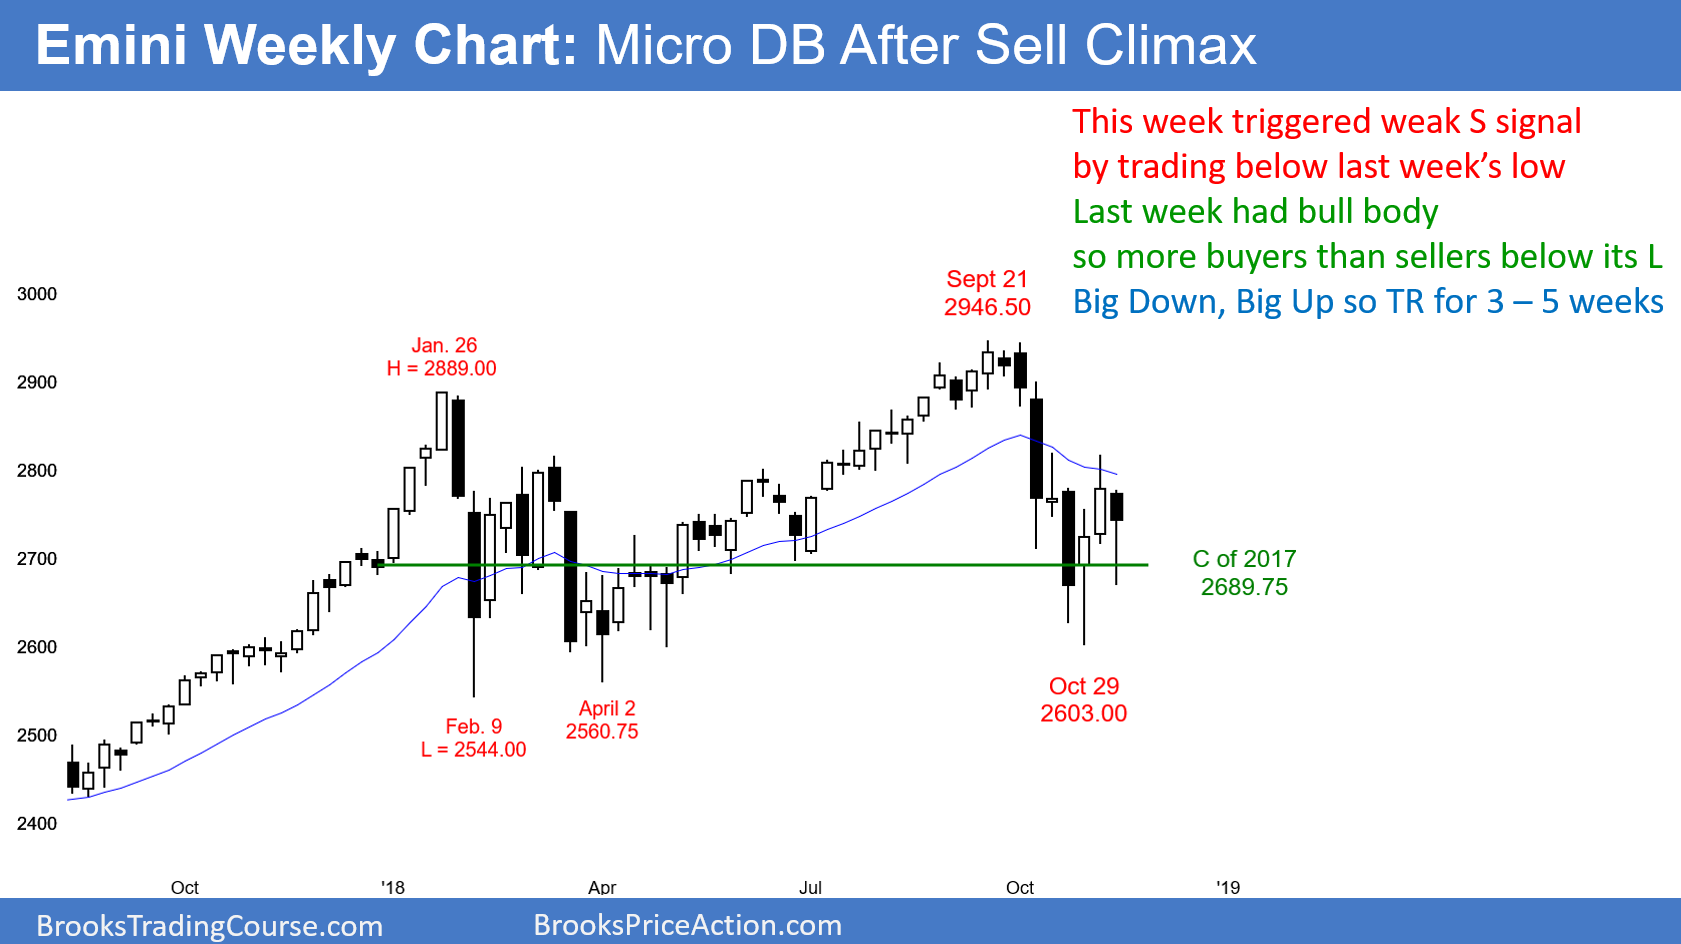 Emini Weekly Chart: Micro DB After Sell Climax
This week triggered weak S signal
by trading below last week’s low
Last week had bull body
so more buyers than sellers below its L
Big Down, Big Up so TR for 3 – 5 weeks
Sept 21
2946.50
Jan. 26
H = 2889.00
3000
2900
2800
2700
2600
2500
2400
C of 2017
2689.75
Oct 29
2603.00
April 2
2560.75
Feb. 9
L = 2544.00
Oct
'18
Apr
Jul
Oct
'19
BrooksTradingCourse.com
BrooksPriceAction.com